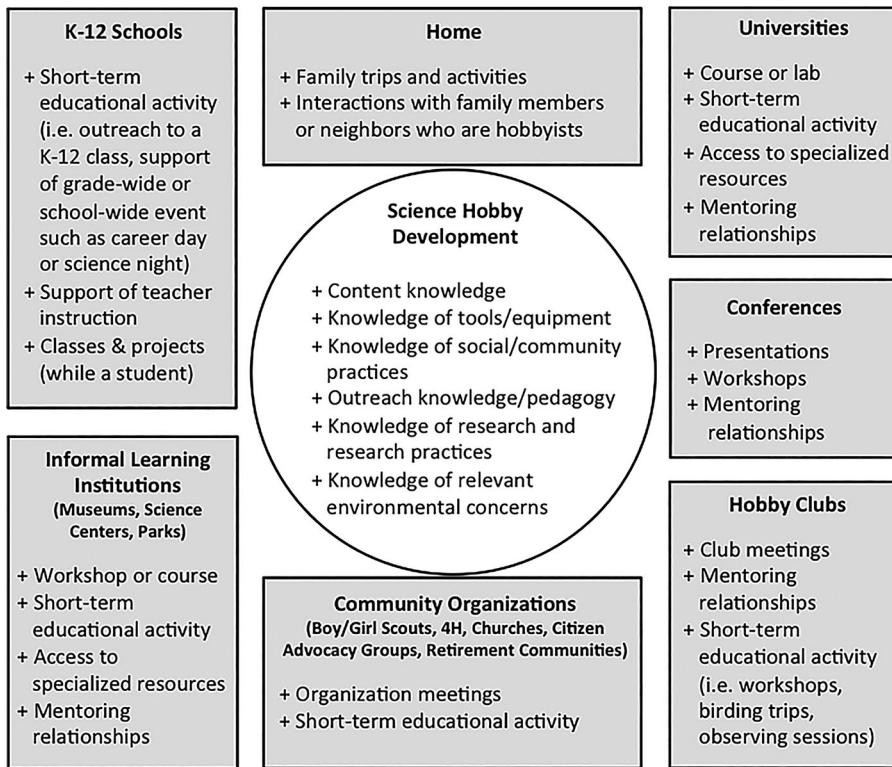 K-12 Schools
+ Short-term
educational activity
(i.e. outreach to a
K-12 class, support
of grade-wide or
school-wide event
such as career day
or science night)
+ Support of teacher
instruction
+ Classes & projects
(while a student)
Home
+ Family trips and activities
+ Interactions with family members
or neighbors who are hobbyists
Universities
+ Course or lab
+ Short-term
educational activity
+ Access to specialized
resources
+ Mentoring
relationships
Science Hobby
Development
+ Content knowledge
+ Knowledge of tools/equipment
+ Knowledge of social/community
practices
+ Outreach knowledge/pedagogy
+ Knowledge of research and
research practices
+ Knowledge of relevant
environmental concerns
Conferences
+ Presentations
+ Workshops
+ Mentoring
relationships
Informal Learning
Institutions
(Museums, Science
Centers, Parks)
+ Workshop or course
+ Short-term
educational activity
+ Access to
specialized resources
+ Mentoring
relationships
Community Organizations
(Boy/Girl Scouts, 4H, Churches, Citizen
Advocacy Groups, Retirement Communities)
+ Organization meetings
+ Short-term educational activity
Hobby Clubs
+ Club meetings
+ Mentoring
relationships
+ Short-term
educational activity
(i.e. workshops,
birding trips,
observing sessions)